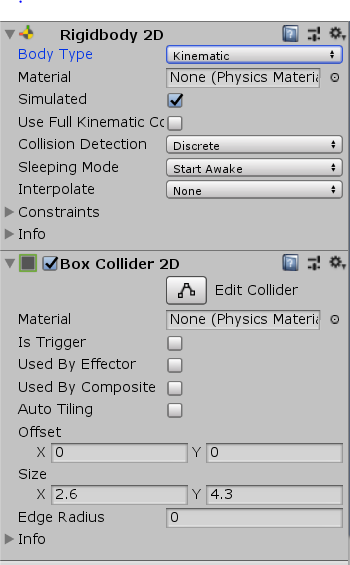 Rigidbody 2D
Body Type Kinematic
Material None (Physics Materia
Simulated
Use Full Kinematic Co
Collision Detection Discrete
Sleeping Mode Start Awake
Interpolate None
Constraints
Info
Box Collider 2D
Edit Collider
Material None (Physics Materia
Is Trigger
Used By Effector
Used By Composite
Auto Tiling
Offset
X 0 Y 0
Size
X 2.6 Y 4.3
Edge Radius 0
Info